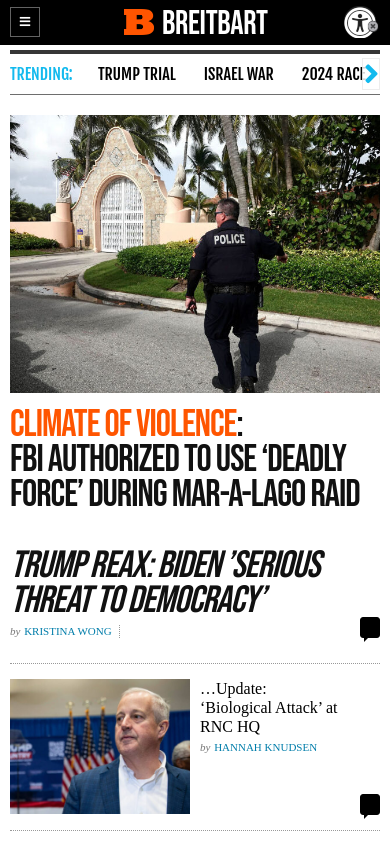 BREITBART
TRENDING: TRUMP TRIAL ISRAEL WAR 2024 RAC
POLICE
CLIMATE OF VIOLENCE:
FBI AUTHORIZED TO USE ‘DEADLY
FORCE’ DURING MAR-A-LAGO RAID
TRUMP REAX: BIDEN ’SERIOUS
THREAT TO DEMOCRACY’
by KRISTINA WONG
…Update:
‘Biological Attack’ at
RNC HQ
by HANNAH KNUDSEN